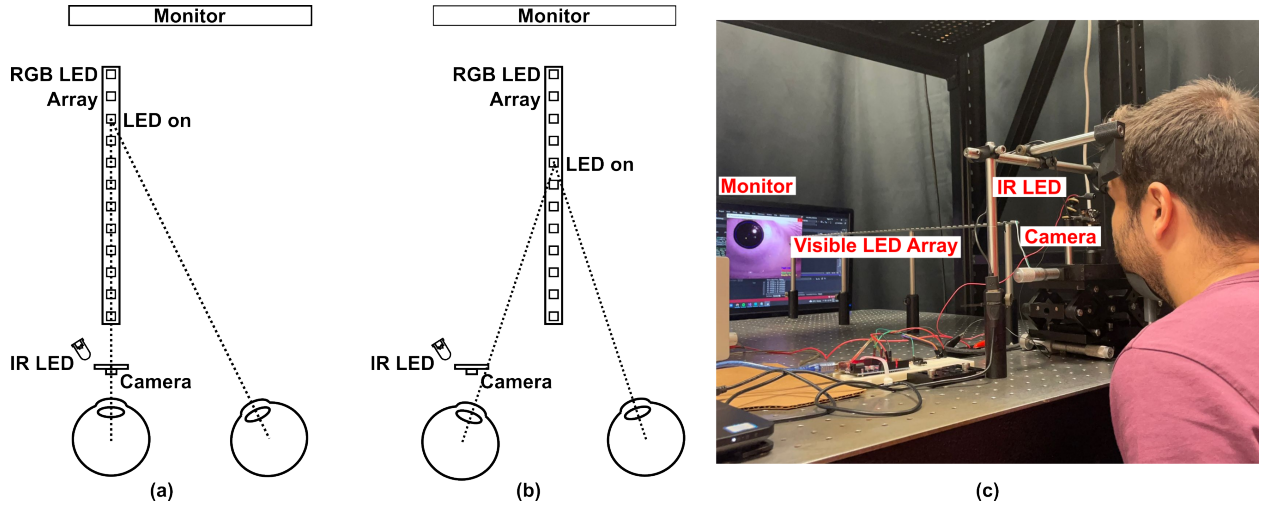 Monitor
RGB LED
Array
LED on
IR LED
Camera
(a)
Monitor
RGB LED
Array
LED on
IR LED
Camera
(b)
Monitor
IR LED
Visible LED Array
Camera
(c)